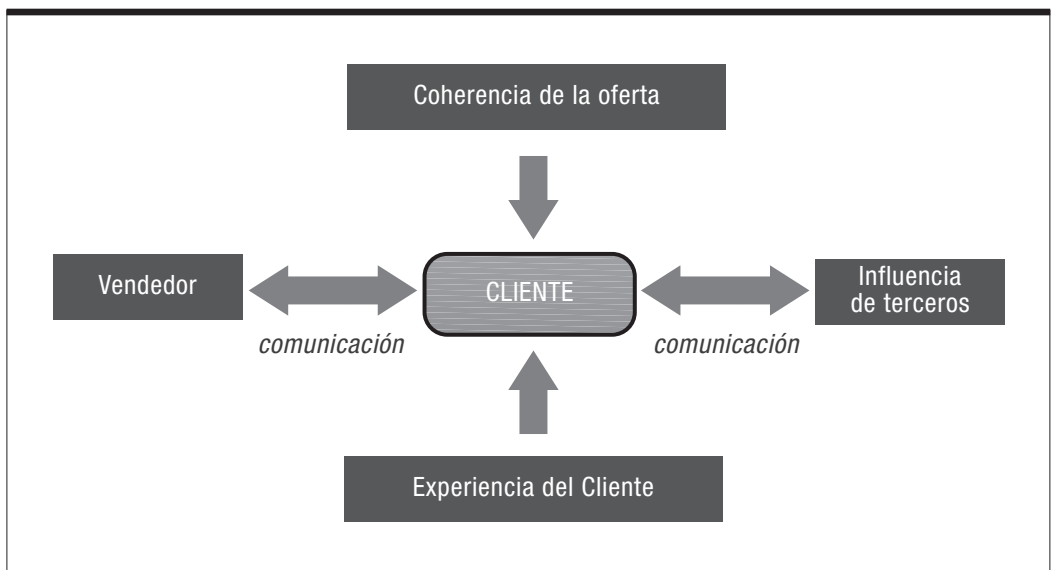 Coherencia de la oferta
Vendedor
CLIENTE
Influencia
de terceros
comunicación
comunicación
Experiencia del Cliente